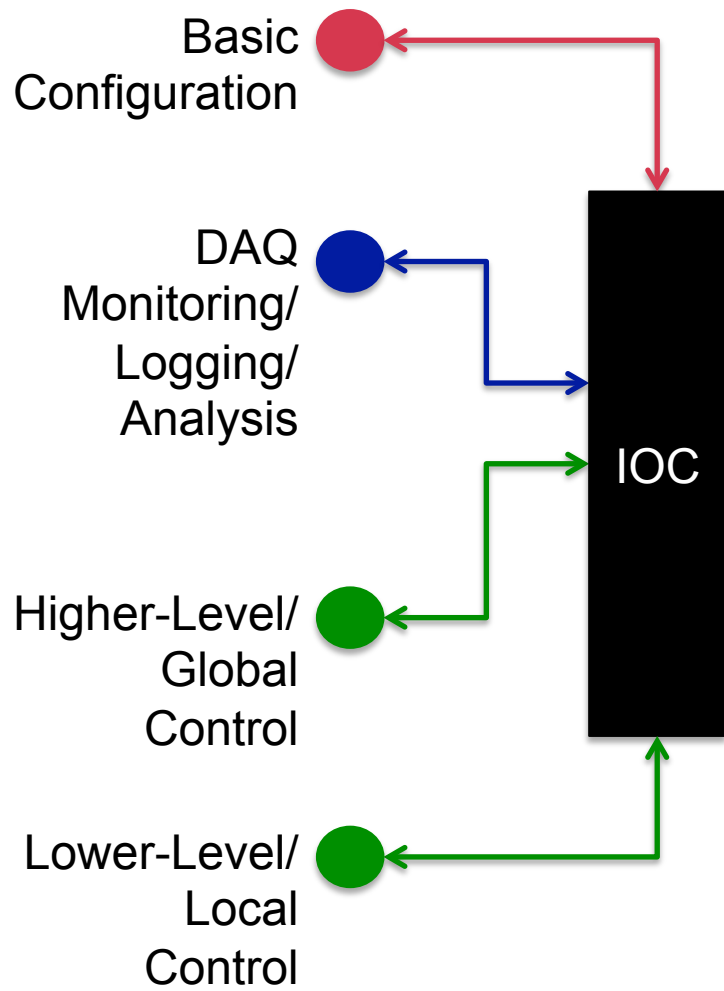 Basic
Configuration
DAQ
Monitoring/
Logging/
Analysis
IOC
Higher-Level/
Global
Control
Lower-Level/
Local
Control